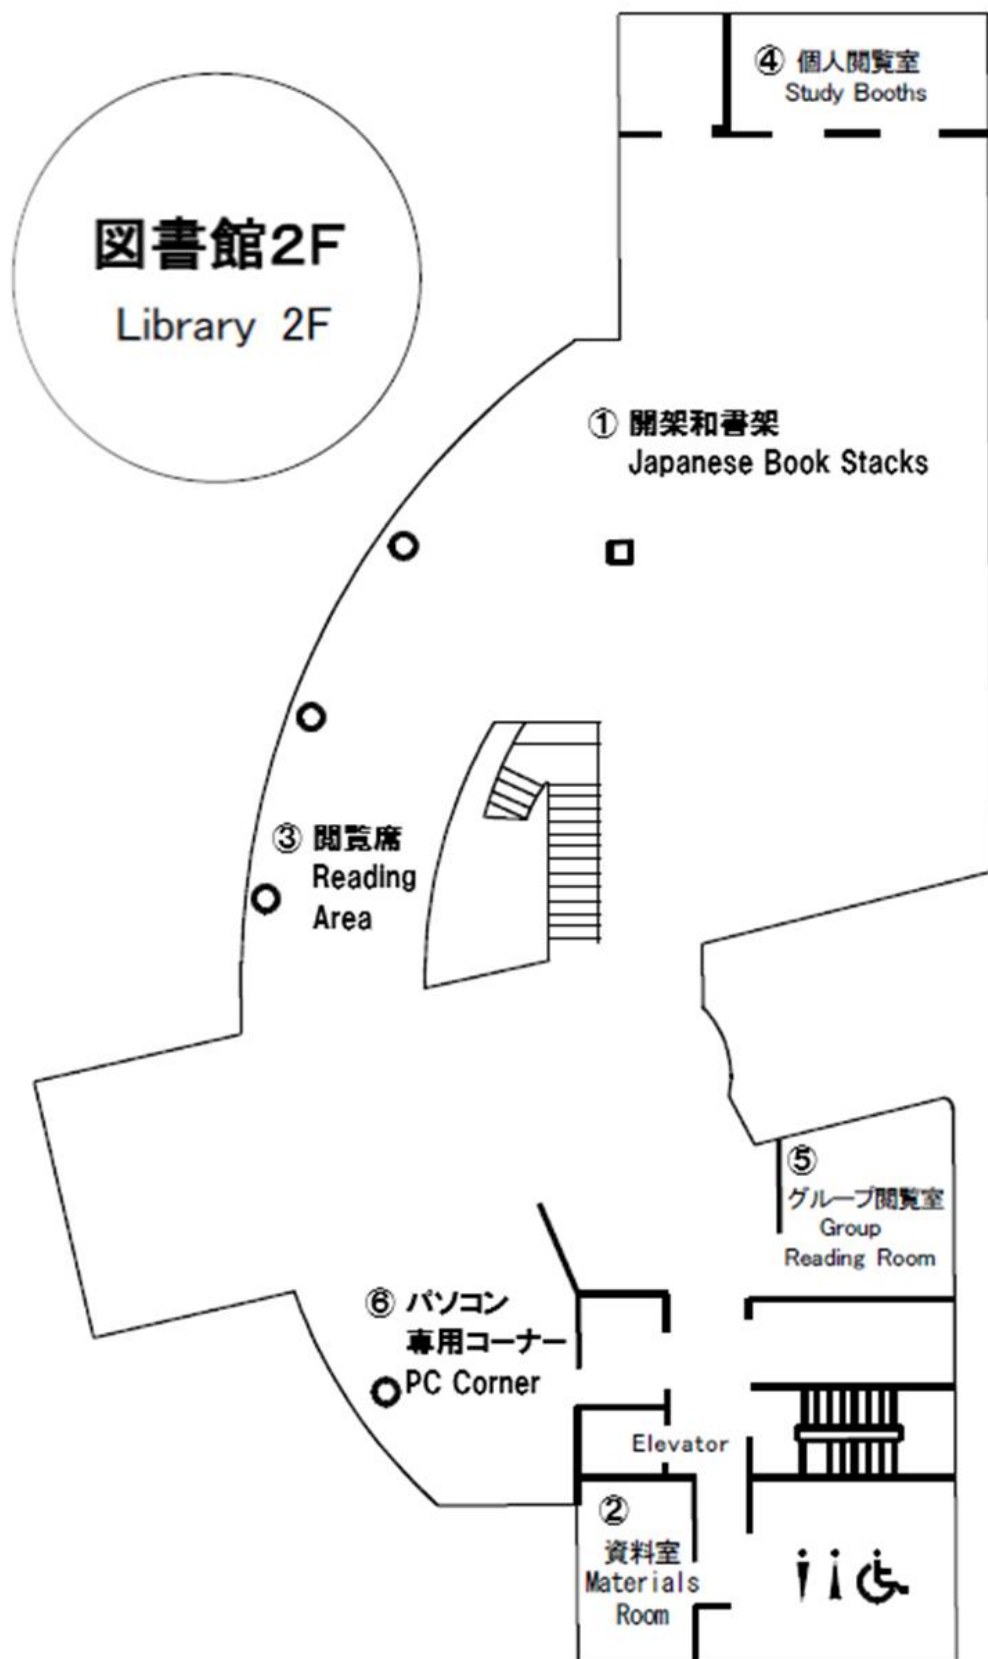 ④ 個人閲覧室
Study Booths
図書館2F
Library 2F
① 開架和書架
Japanese Book Stacks
③ 閲覧席
Reading
Area
⑤
グループ閲覧室
Group
Reading Room
⑥ パソコン
専用コーナー
PC Corner
Elevator
②
資料室
Materials
Room